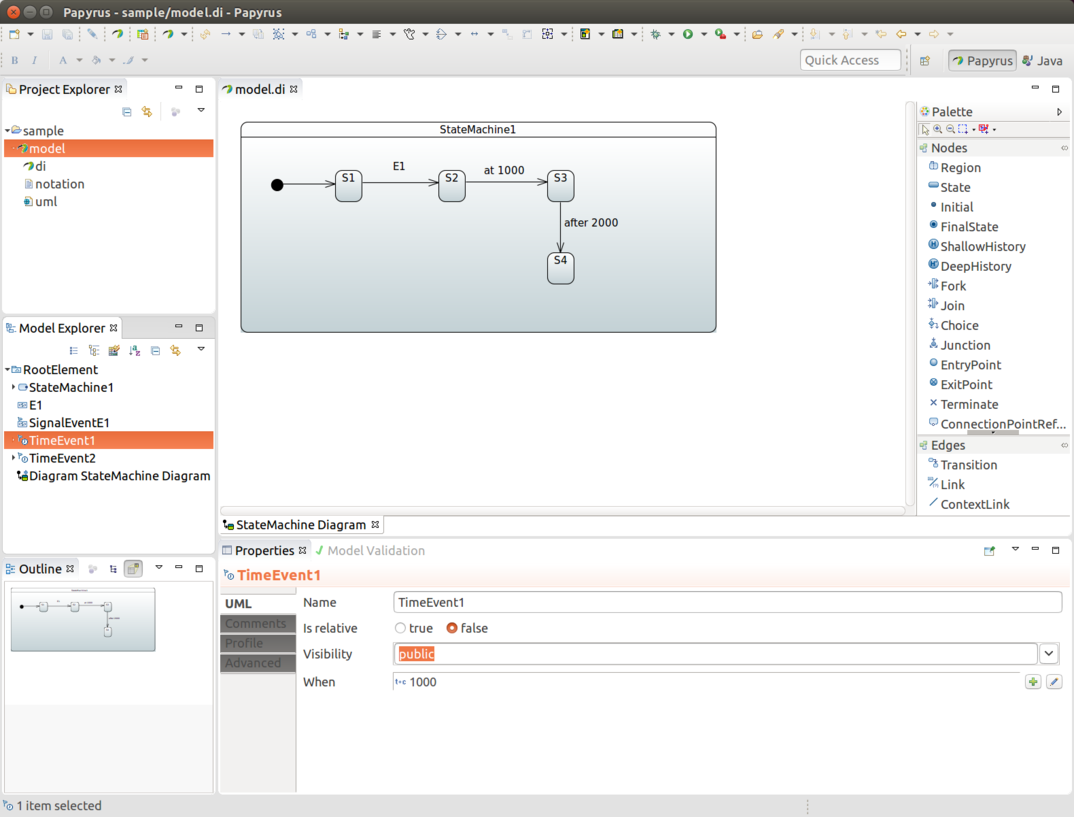 Papyrus - sample/model.di - Papyrus
B I A
Quick Access
Papyrus
Java
Project Explorer
sample
model
di
notation
uml
Model Explorer
RootElement
StateMachine1
E1
SignalEventE1
TimeEvent1
TimeEvent2
Diagram StateMachine Diagram
Outline
model.di
StateMachine1
S1
E1
S2
at 1000
S3
after 2000
S4
StateMachine Diagram
Palette
Nodes
Region
State
Initial
FinalState
ShallowHistory
DeepHistory
Fork
Join
Choice
Junction
EntryPoint
ExitPoint
Terminate
ConnectionPointRef...
Edges
Transition
Link
ContextLink
Properties
Model Validation
TimeEvent1
UML
Comments
Profile
Advanced
Name TimeEvent1
Is relative true false
Visibility public
When 1000
1 item selected